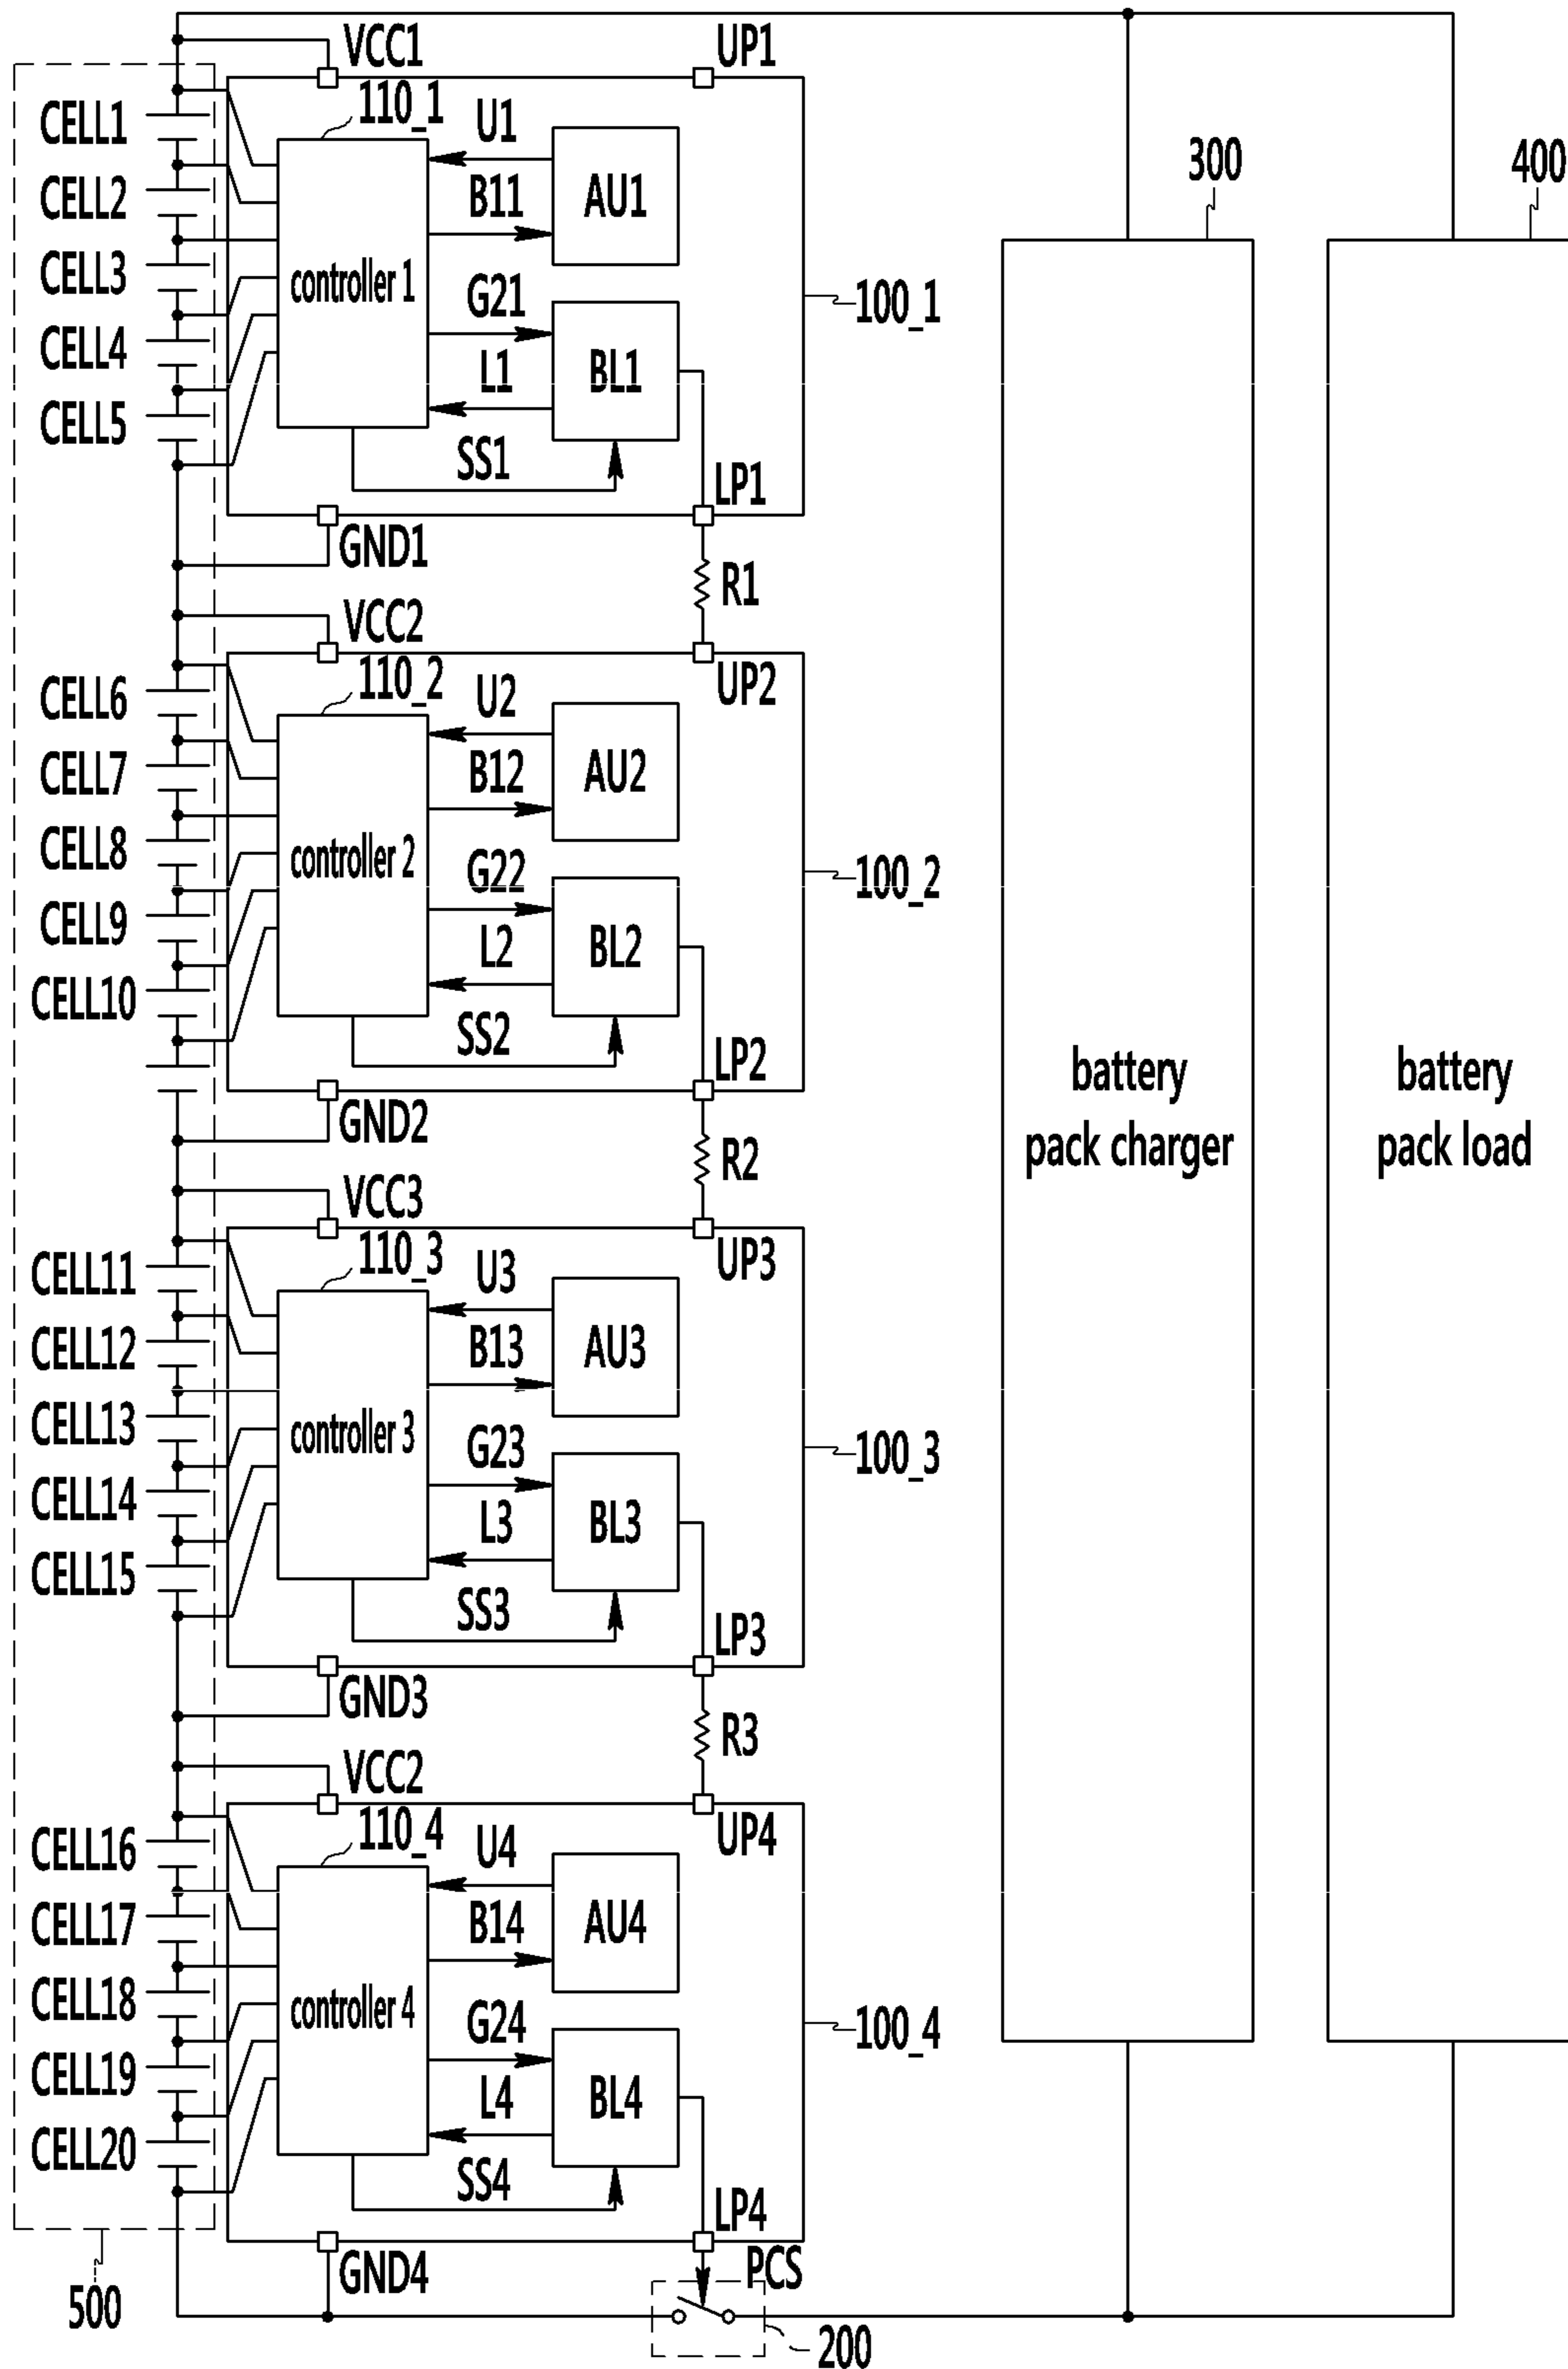 VCC1
UP1
110_1
CELL1
U1
300
400
CELL2
B11
AU1
CELL3
controller 1
G21
100_1
CELL4
L1
BL1
CELL5
SS1
LP1
GND1
R1
VCC2
110_2
UP2
CELL6
U2
CELL7
B12
AU2
CELL8
controller 2
G22
100_2
CELL9
L2
BL2
CELL10
SS2
LP2
battery
pack charger
battery
pack load
GND2
R2
VCC3
110_3
UP3
CELL11
U3
CELL12
B13
AU3
CELL13
controller 3
G23
100_3
CELL14
L3
BL3
CELL15
SS3
LP3
GND3
R3
VCC2
110_4
UP4
CELL16
U4
CELL17
B14
AU4
CELL18
controller 4
G24
100_4
CELL19
L4
BL4
CELL20
SS4
LP4
GND4
PCS
500
200